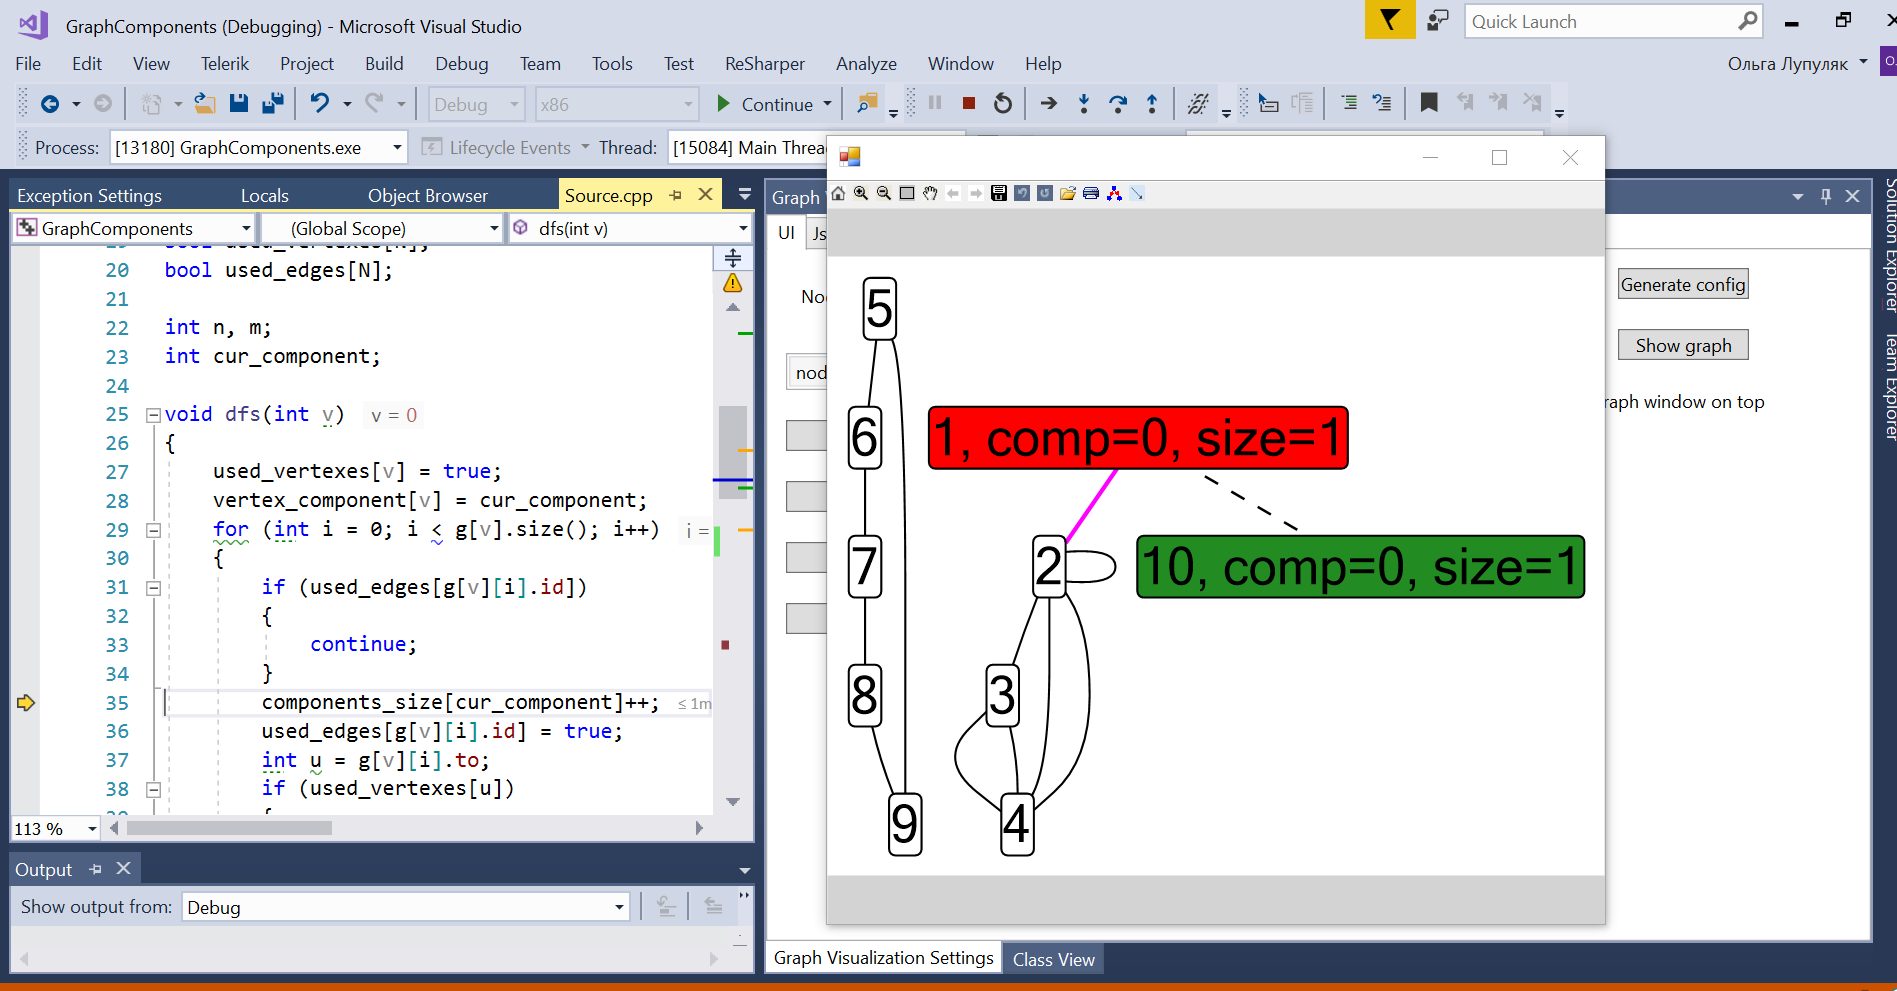 GraphComponents (Debugging) - Microsoft Visual Studio
Quick Launch
File Edit View Telerik Project Build Debug Team Tools Test ReSharper Analyze Window Help
Ольга Лупуляк
Debug x86 Continue
Process: [13180] GraphComponents.exe Lifecycle Events Thread: [15084] Main
Exception Settings Locals Object Browser Source.cpp
GraphComponents (Global Scope) dfs(int v)
20 bool used_edges[N];
21
22 int n, m;
23 int cur_component;
24
25 void dfs(int v) v = 0
26 {
27 used_vertexes[v] = true;
28 vertex_component[v] = cur_component;
29 for (int i = 0; i < g[v].size(); i++) i =
30 {
31 if (used_edges[g[v][i].id])
32 {
33 continue;
34 }
35 components_size[cur_component]++; ≤ 1m
36 used_edges[g[v][i].id] = true;
37 int u = g[v][i].to;
38 if (used_vertexes[u])
113 %
Output
Show output from: Debug
Graph
UI
5
6
1, comp=0, size=1
7
2
10, comp=0, size=1
8
3
9
4
Generate config
Show graph
window on top
Solution Explorer
Team Explorer
Graph Visualization Settings Class View